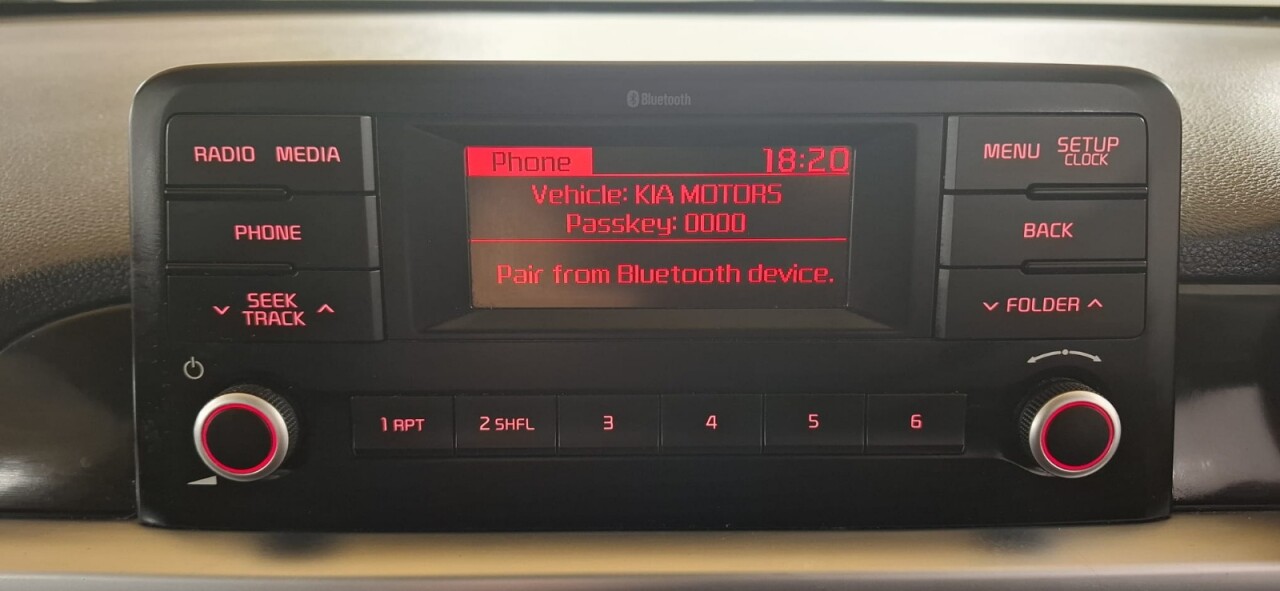 Bluetooth
RADIO MEDIA
PHONE
SEEK
TRACK
Phone 18:20
Vehicle: KIA MOTORS
Passkey: 0000
Pair from Bluetooth device.
MENU SETUP
CLOCK
BACK
FOLDER
1 RPT 2 SHFL 3 4 5 6